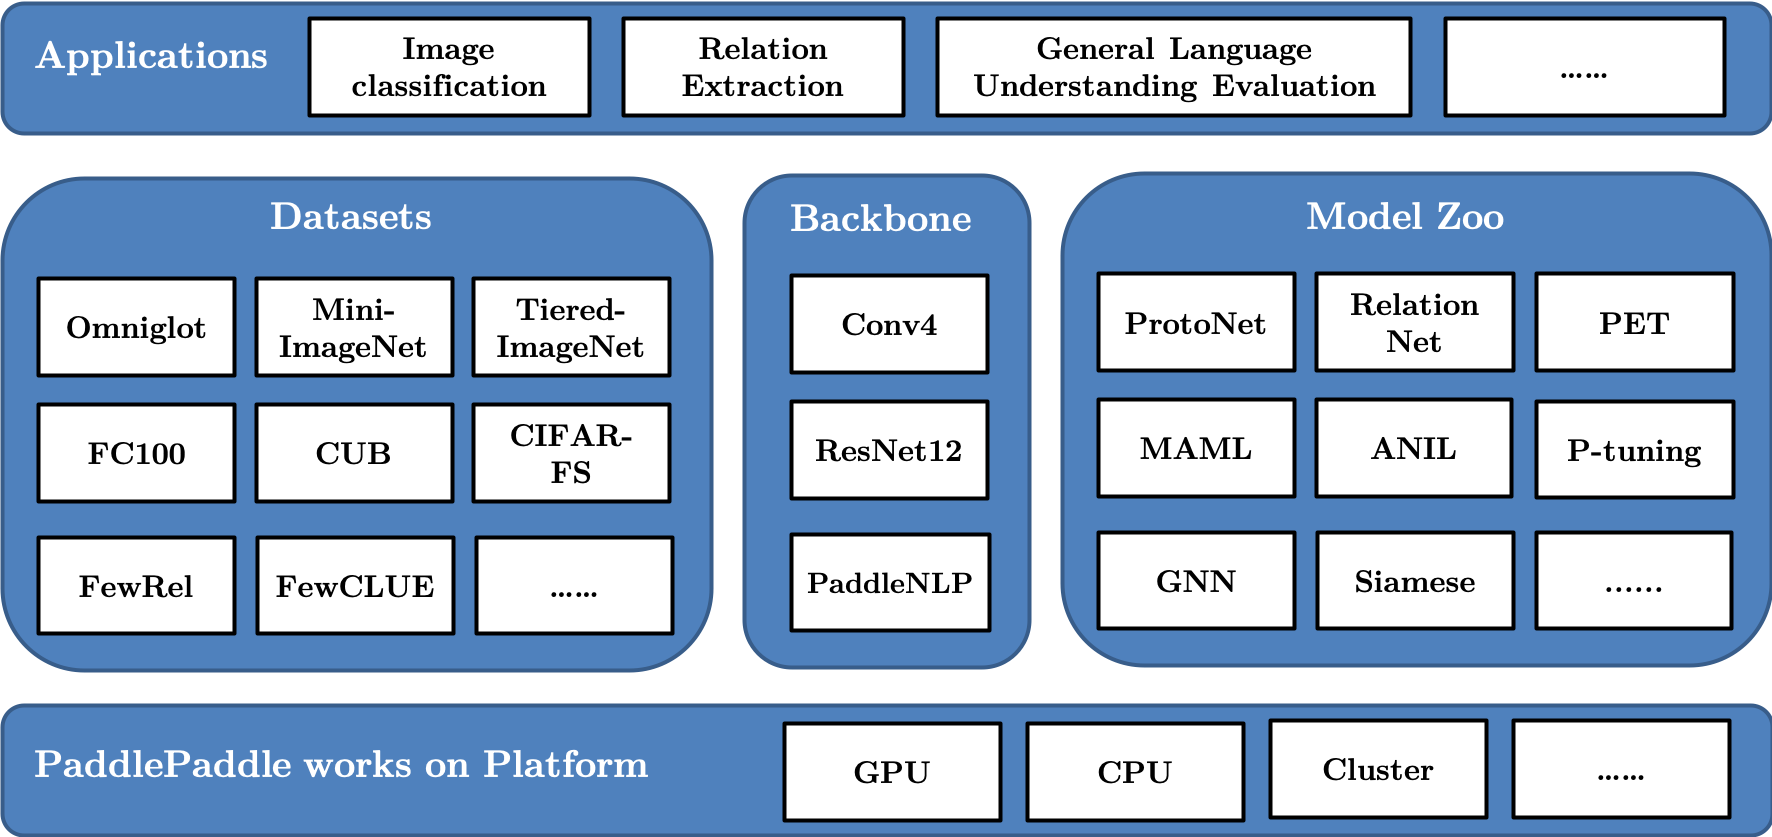 Applications
Image
classification
Relation
Extraction
General Language
Understanding Evaluation
......
Datasets
Omniglot
Mini-
ImageNet
Tiered-
ImageNet
FC100
CUB
CIFAR-
FS
FewRel
FewCLUE
......
Backbone
Conv4
ResNet12
PaddleNLP
Model Zoo
ProtoNet
Relation
Net
PET
MAML
ANIL
P-tuning
GNN
Siamese
......
PaddlePaddle works on Platform
GPU
CPU
Cluster
......